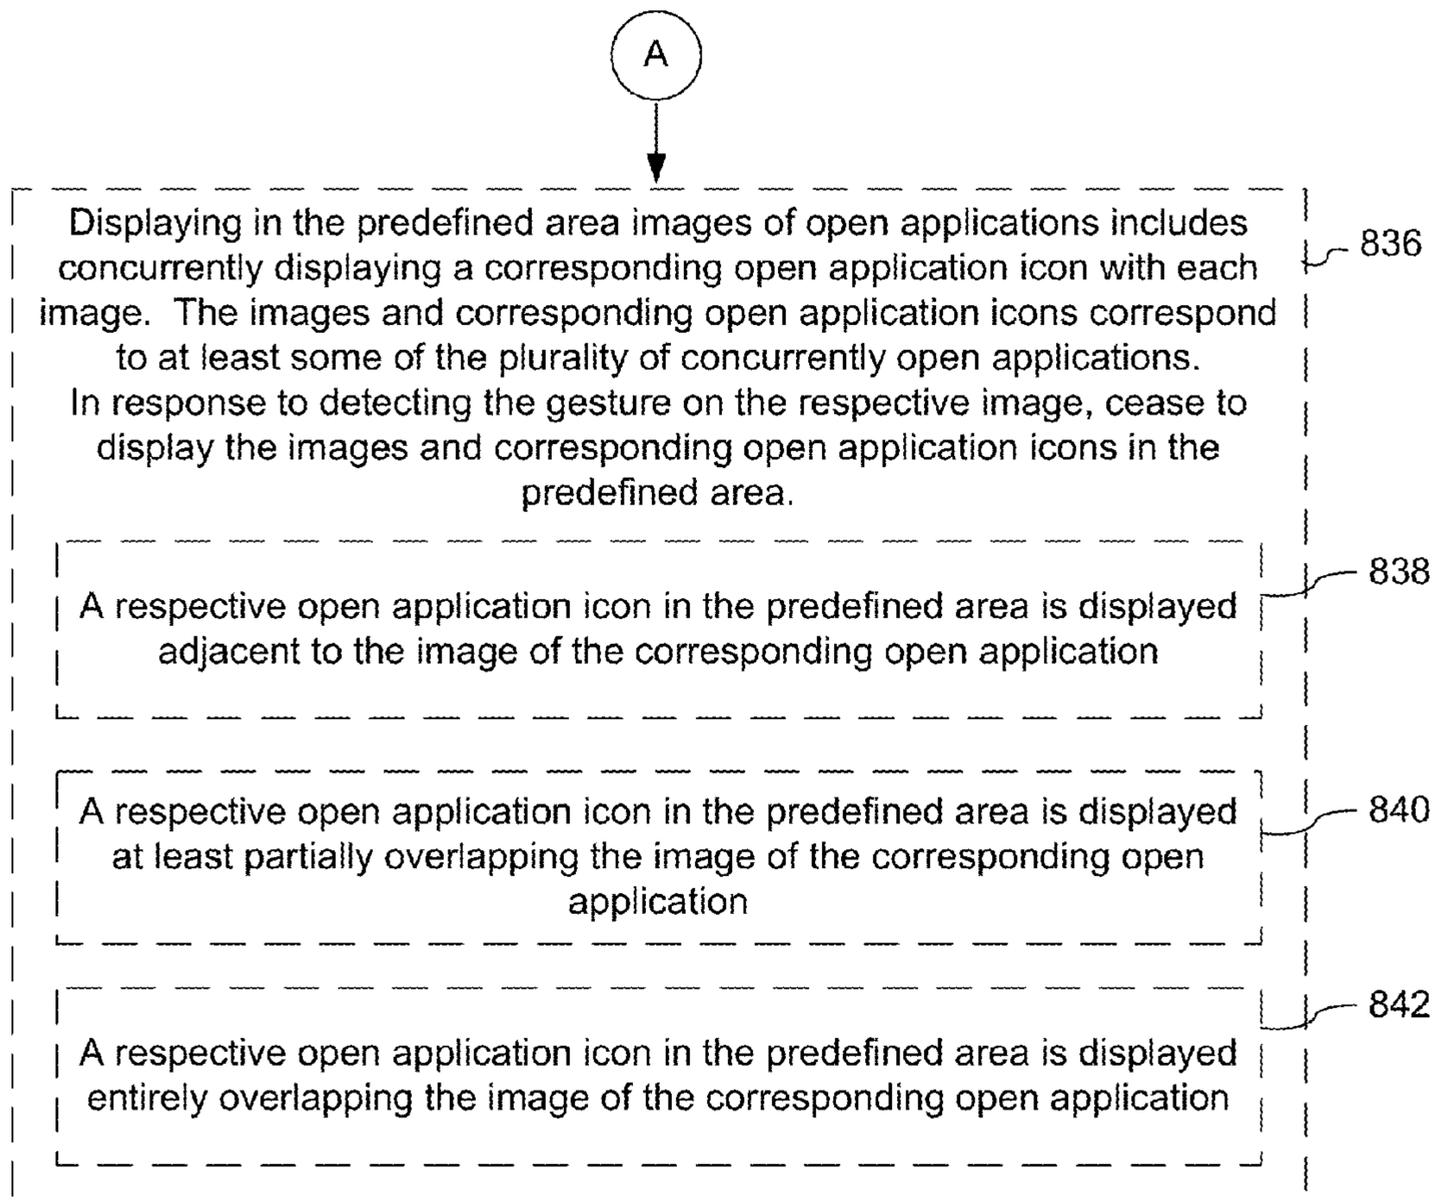 A
Displaying in the predefined area images of open applications includes
concurrently displaying a corresponding open application icon with each
image.  The images and corresponding open application icons correspond
to at least some of the plurality of concurrently open applications.
In response to detecting the gesture on the respective image, cease to
display the images and corresponding open application icons in the
predefined area.
836
A respective open application icon in the predefined area is displayed
adjacent to the image of the corresponding open application
838
A respective open application icon in the predefined area is displayed
at least partially overlapping the image of the corresponding open
application
840
A respective open application icon in the predefined area is displayed
entirely overlapping the image of the corresponding open application
842